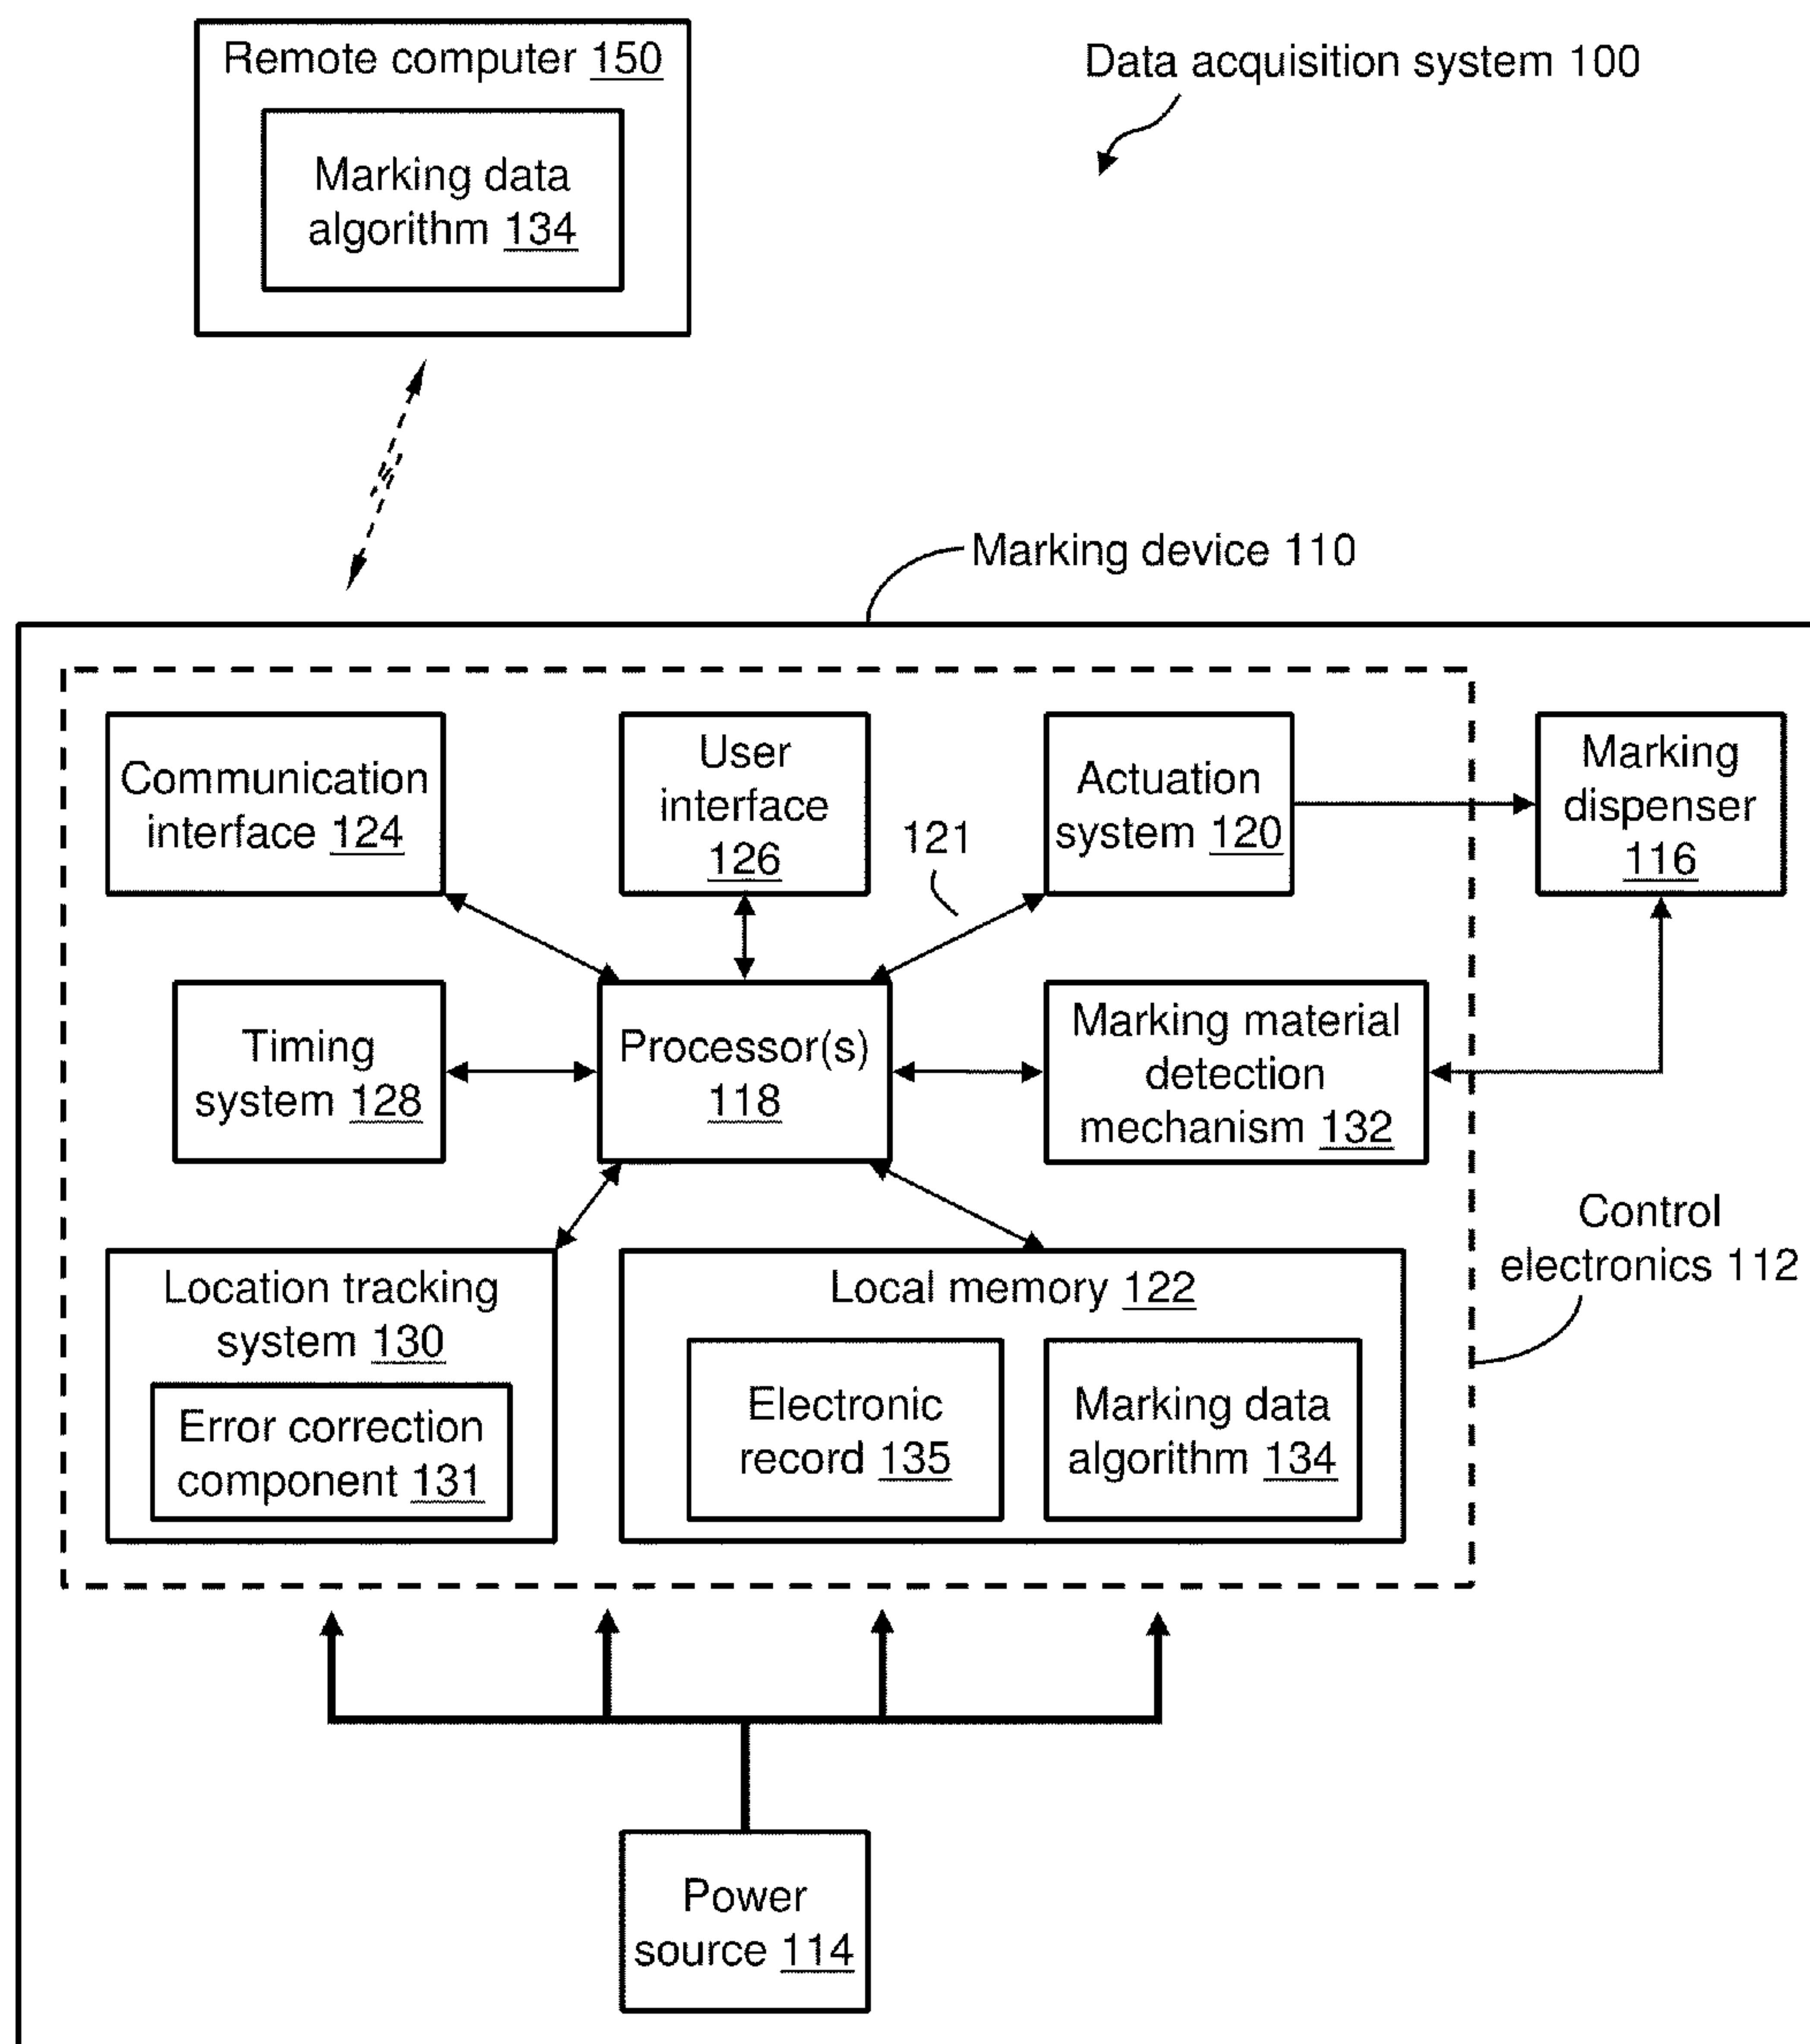 Remote computer 150
Marking data
algorithm 134
Data acquisition system 100
Marking device 110
Communication
interface 124
User
interface
126
121
Actuation
system 120
Marking
dispenser
116
Timing
system 128
Processor(s)
118
Marking material
detection
mechanism 132
Control
electronics 112
Location tracking
system 130
Error correction
component 131
Local memory 122
Electronic
record 135
Marking data
algorithm 134
Power
source 114